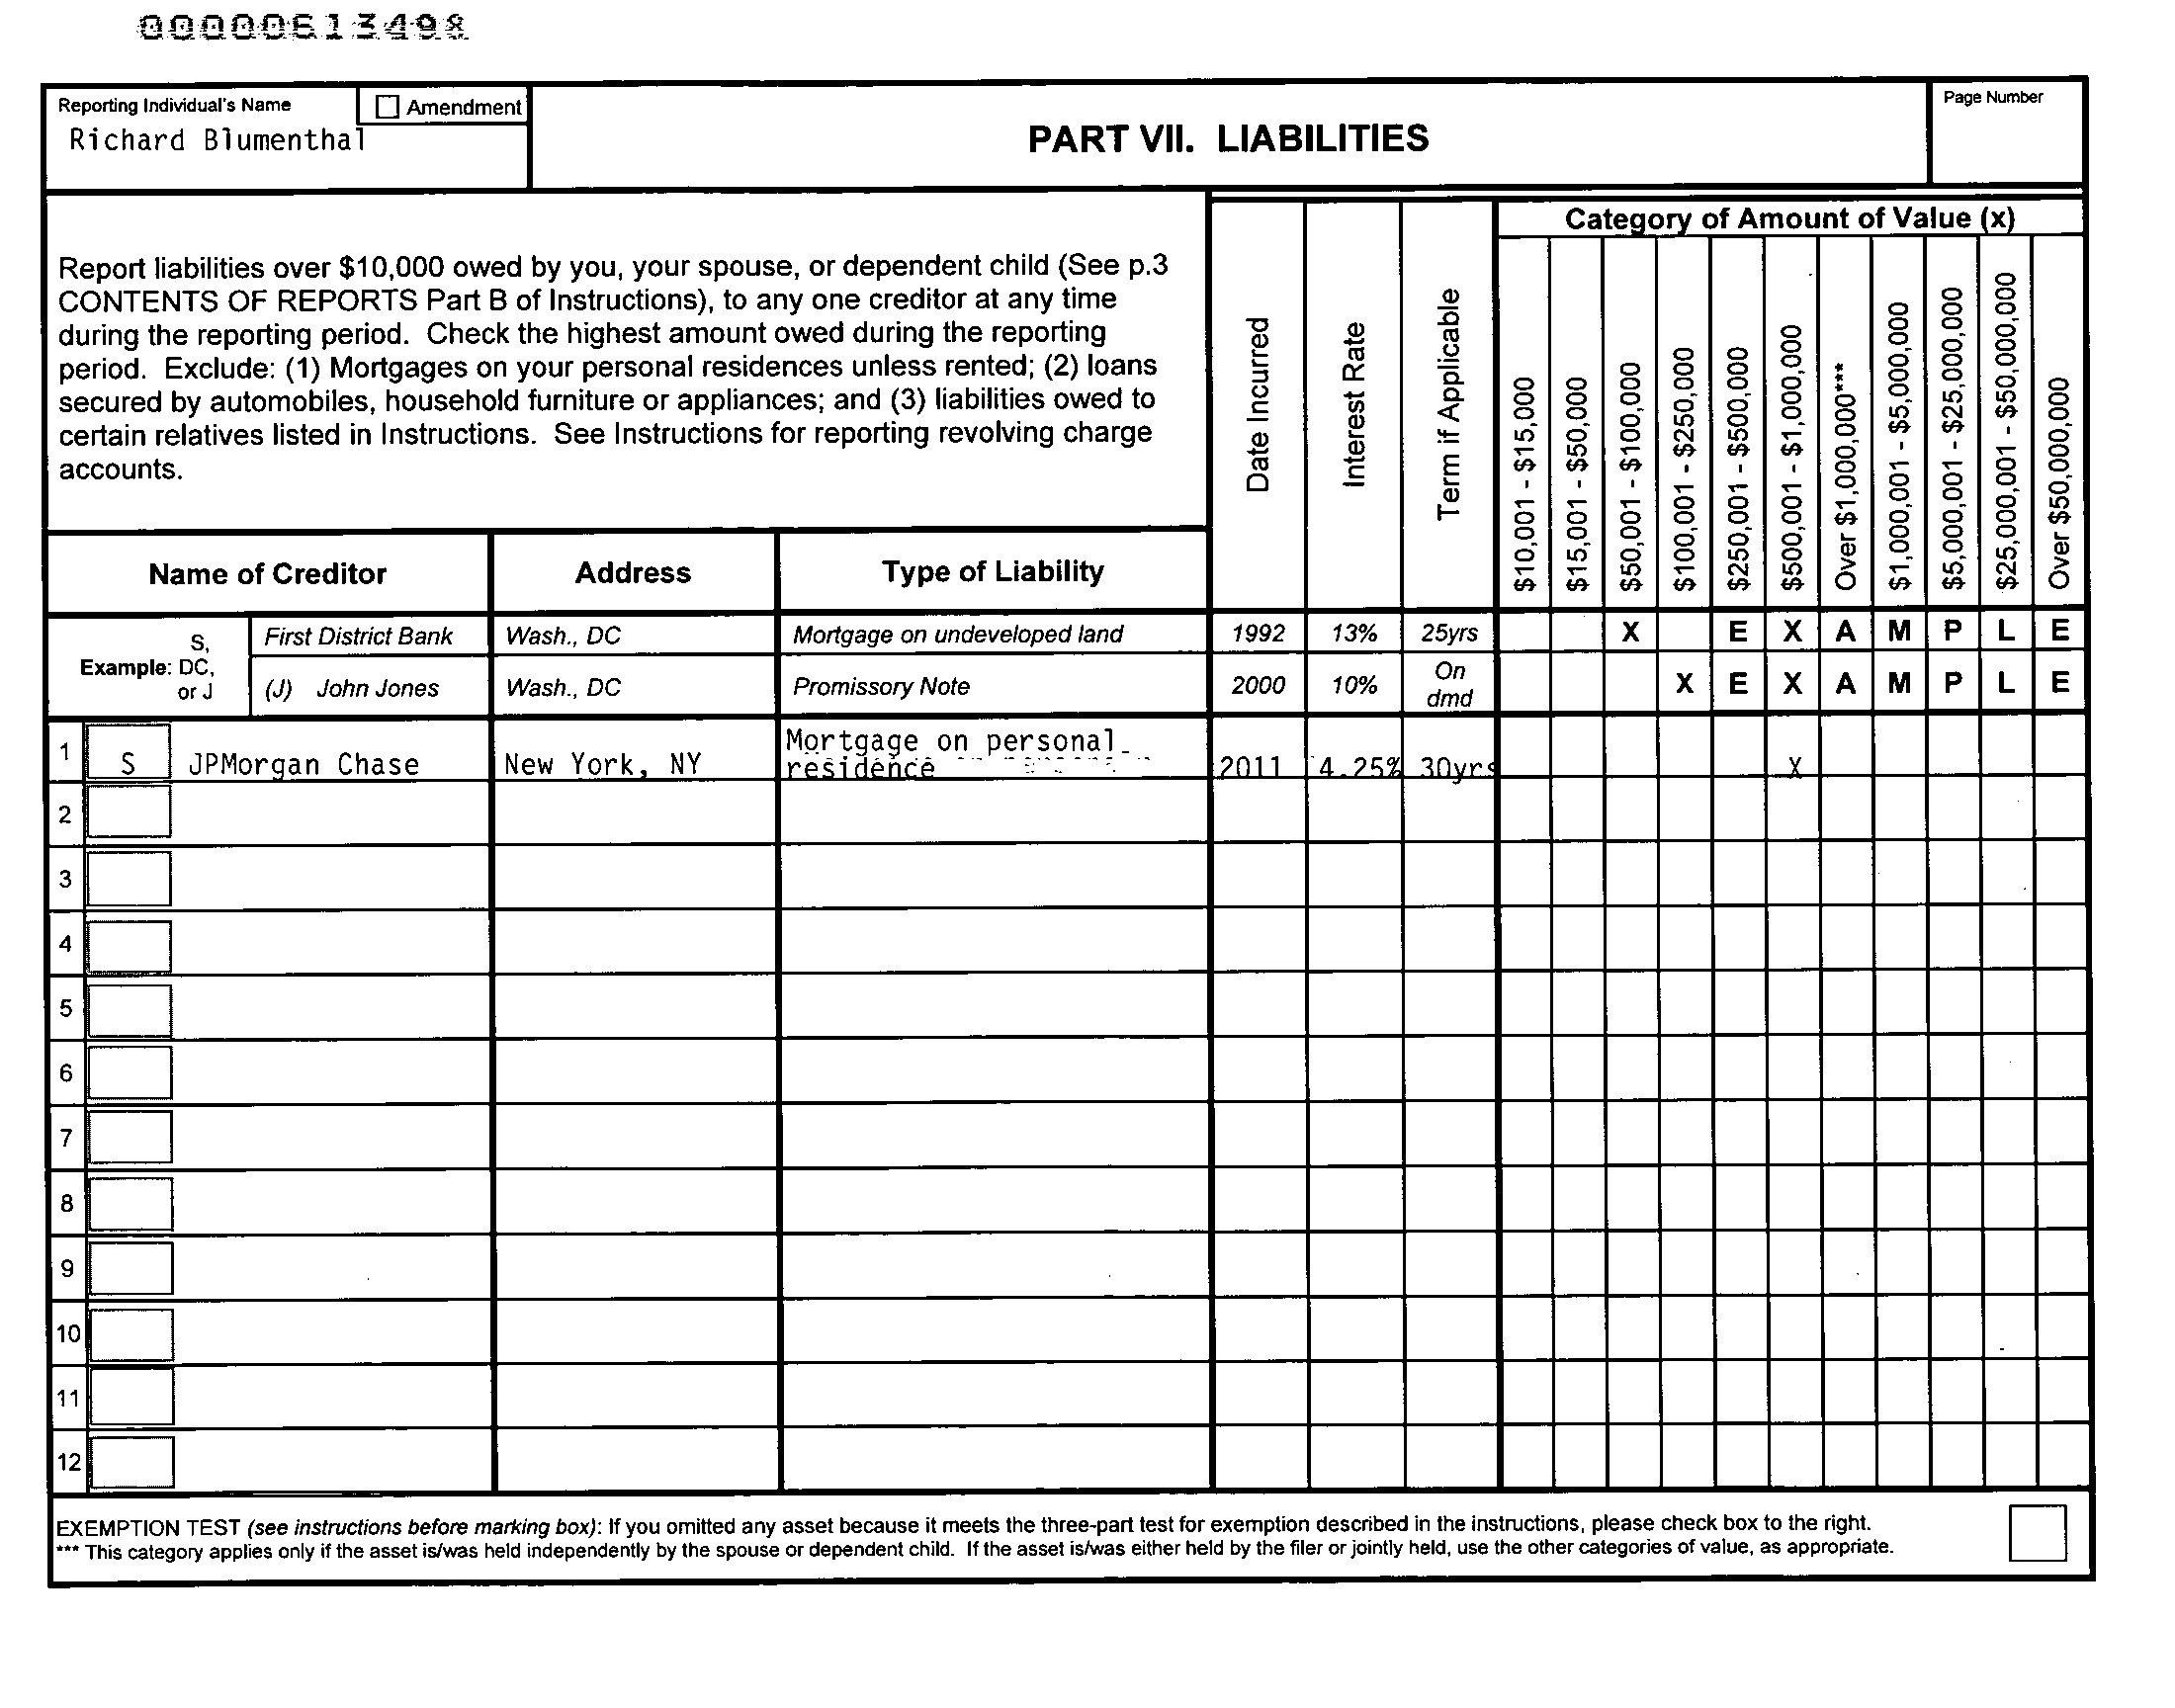 00000613498
Reporting Individual's Name
Amendment
Richard Blumenthal
PART VII. LIABILITIES
Page Number
Report liabilities over $10,000 owed by you, your spouse, or dependent child (See p.3
CONTENTS OF REPORTS Part B of Instructions), to any one creditor at any time
during the reporting period. Check the highest amount owed during the reporting
period. Exclude: (1) Mortgages on your personal residences unless rented; (2) loans
secured by automobiles, household furniture or appliances; and (3) liabilities owed to
certain relatives listed in Instructions. See Instructions for reporting revolving charge
accounts.
Date Incurred
Interest Rate
Term if Applicable
Category of Amount of Value (x)
$10,001 - $15,000
$15,001 - $50,000
$50,001 - $100,000
$100,001 - $250,000
$250,001 - $500,000
$500,001 - $1,000,000
Over $1,000,000***
$1,000,001 - $5,000,000
$5,000,001 - $25,000,000
$25,000,001 - $50,000,000
Over $50,000,000
Name of Creditor Address Type of Liability
Example: S, DC, or J
First District Bank Wash., DC Mortgage on undeveloped land 1992 13% 25yrs X E X A M P L E
(J) John Jones Wash., DC Promissory Note 2000 10% On dmd X E X A M P L E
1 S JPMorgan Chase New York, NY Mortgage on personal residence 2011 4.25% 30yrs X
2
3
4
5
6
7
8
9
10
11
12
EXEMPTION TEST (see instructions before marking box): If you omitted any asset because it meets the three-part test for exemption described in the instructions, please check box to the right.
*** This category applies only if the asset is/was held independently by the spouse or dependent child. If the asset is/was either held by the filer or jointly held, use the other categories of value, as appropriate.